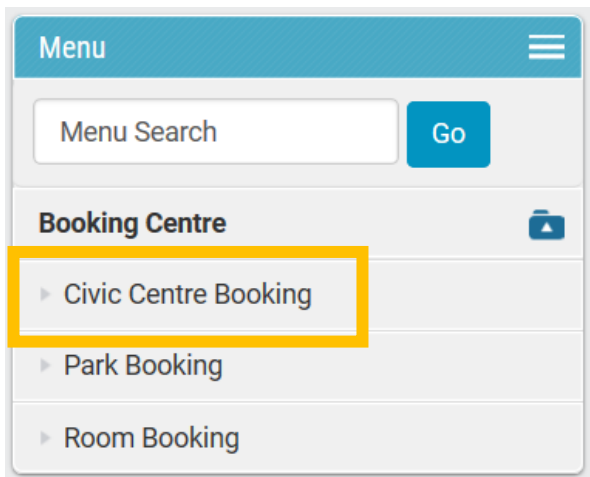 Menu
Menu Search Go
Booking Centre
Civic Centre Booking
Park Booking
Room Booking